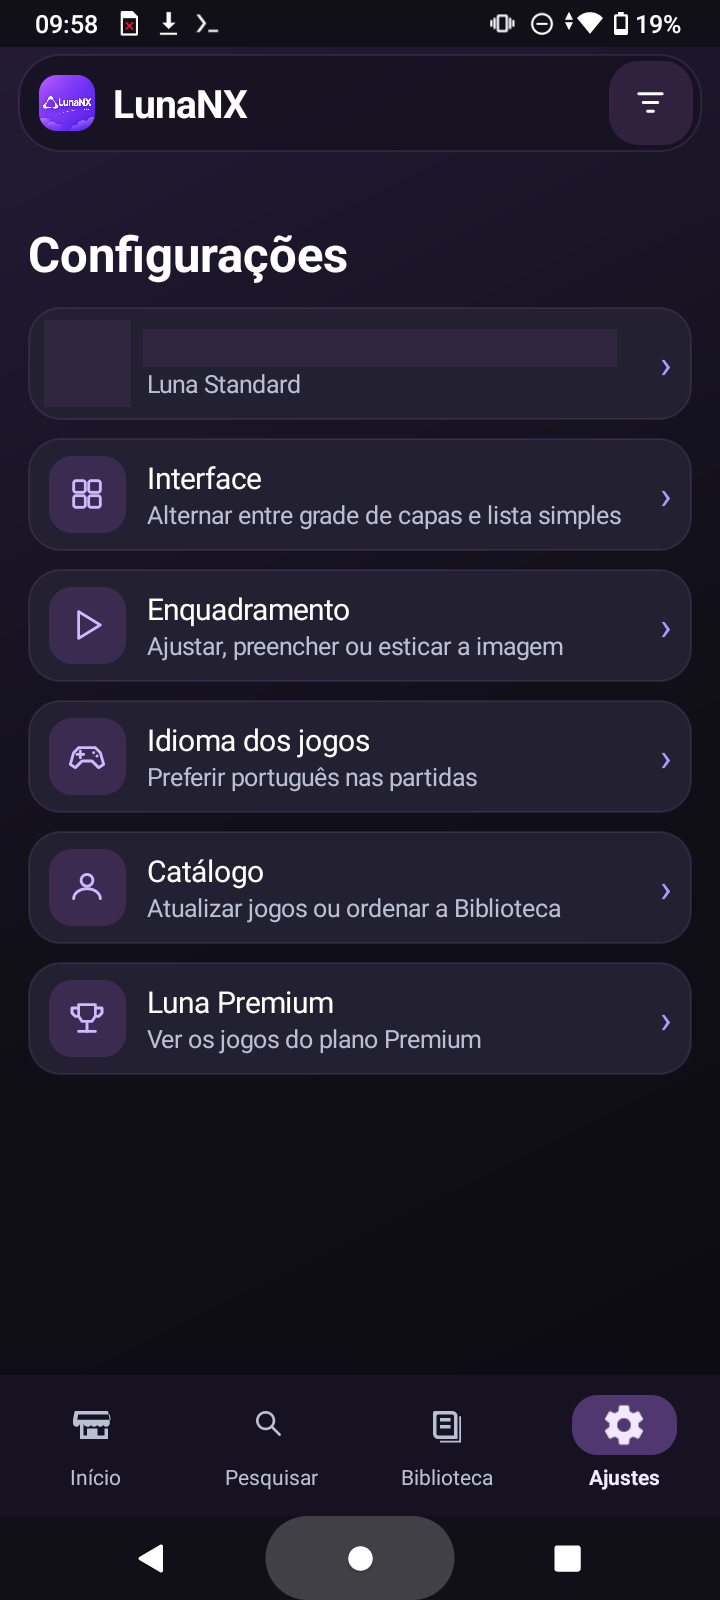 09:58
19%
LunaNX
LunaNX
Configurações
Luna Standard
Interface
Alternar entre grade de capas e lista simples
Enquadramento
Ajustar, preencher ou esticar a imagem
Idioma dos jogos
Preferir português nas partidas
Catálogo
Atualizar jogos ou ordenar a Biblioteca
Luna Premium
Ver os jogos do plano Premium
Início
Pesquisar
Biblioteca
Ajustes